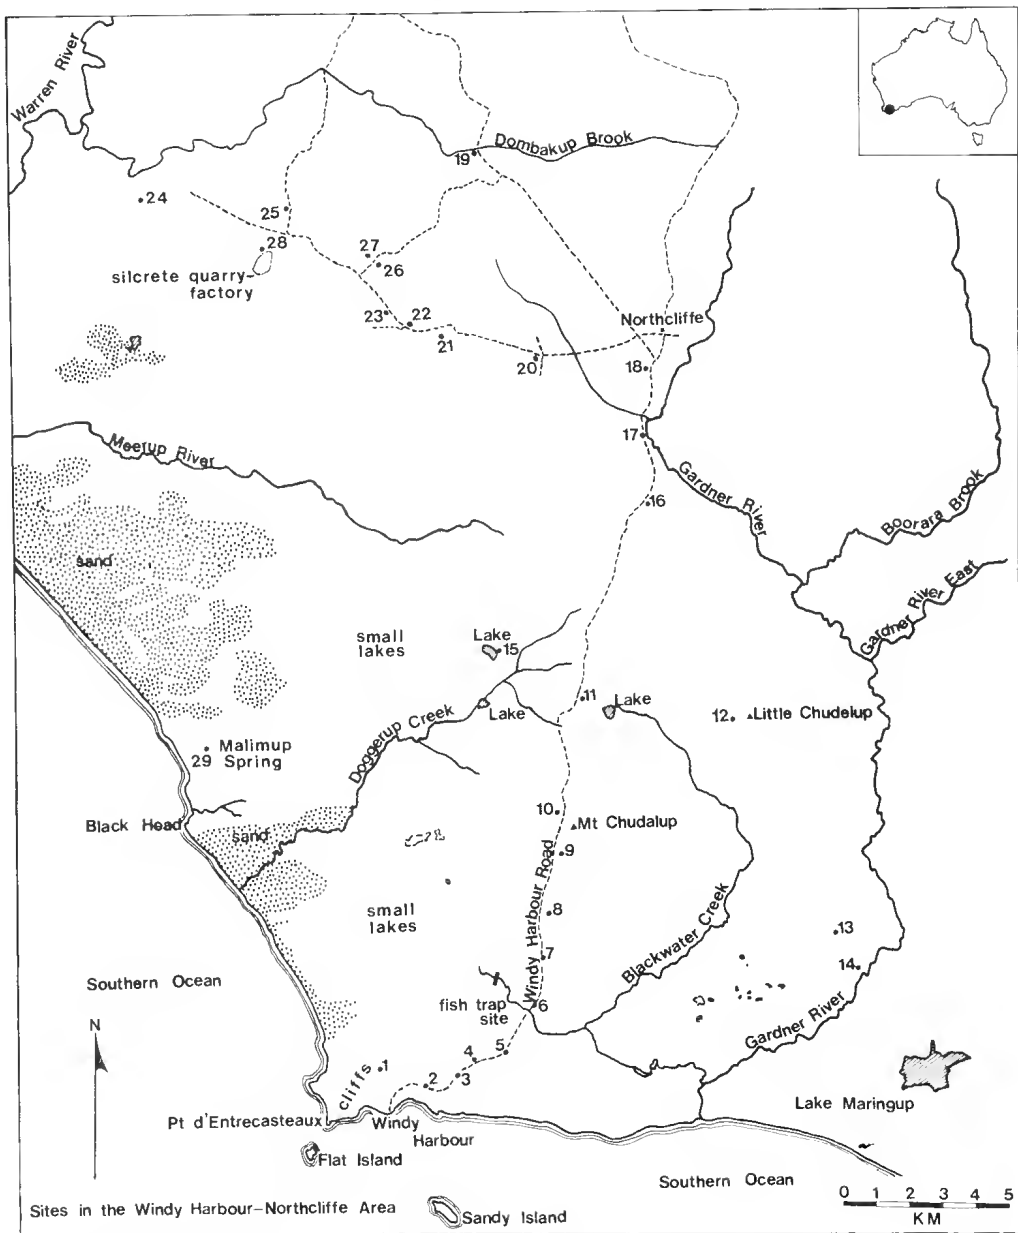 Warren River
Dombakup Brook
19
24
25
28
27
26
silcrete quarry-
factory
23
22
21
20
Northcliffe
18
17
Meerup River
Gardner River
16
Boorara Brook
sand
Gardner River East
small
lakes
Lake
15
11
Lake
Lake
12
Little Chudelup
Doggerup Creek
Malimup
29 Spring
10
Mt Chudalup
Black Head
sand
9
Windy Harbour Road
8
small
lakes
Blackwater Creek
13
7
14
Southern Ocean
fish trap
site
6
Gardner River
N
5
4
3
2
1
cliffs
Lake Maringup
Pt d'Entrecasteaux
Windy
Harbour
Flat Island
Southern Ocean
0 1 2 3 4 5
KM
Sites in the Windy Harbour-Northcliffe Area
Sandy Island